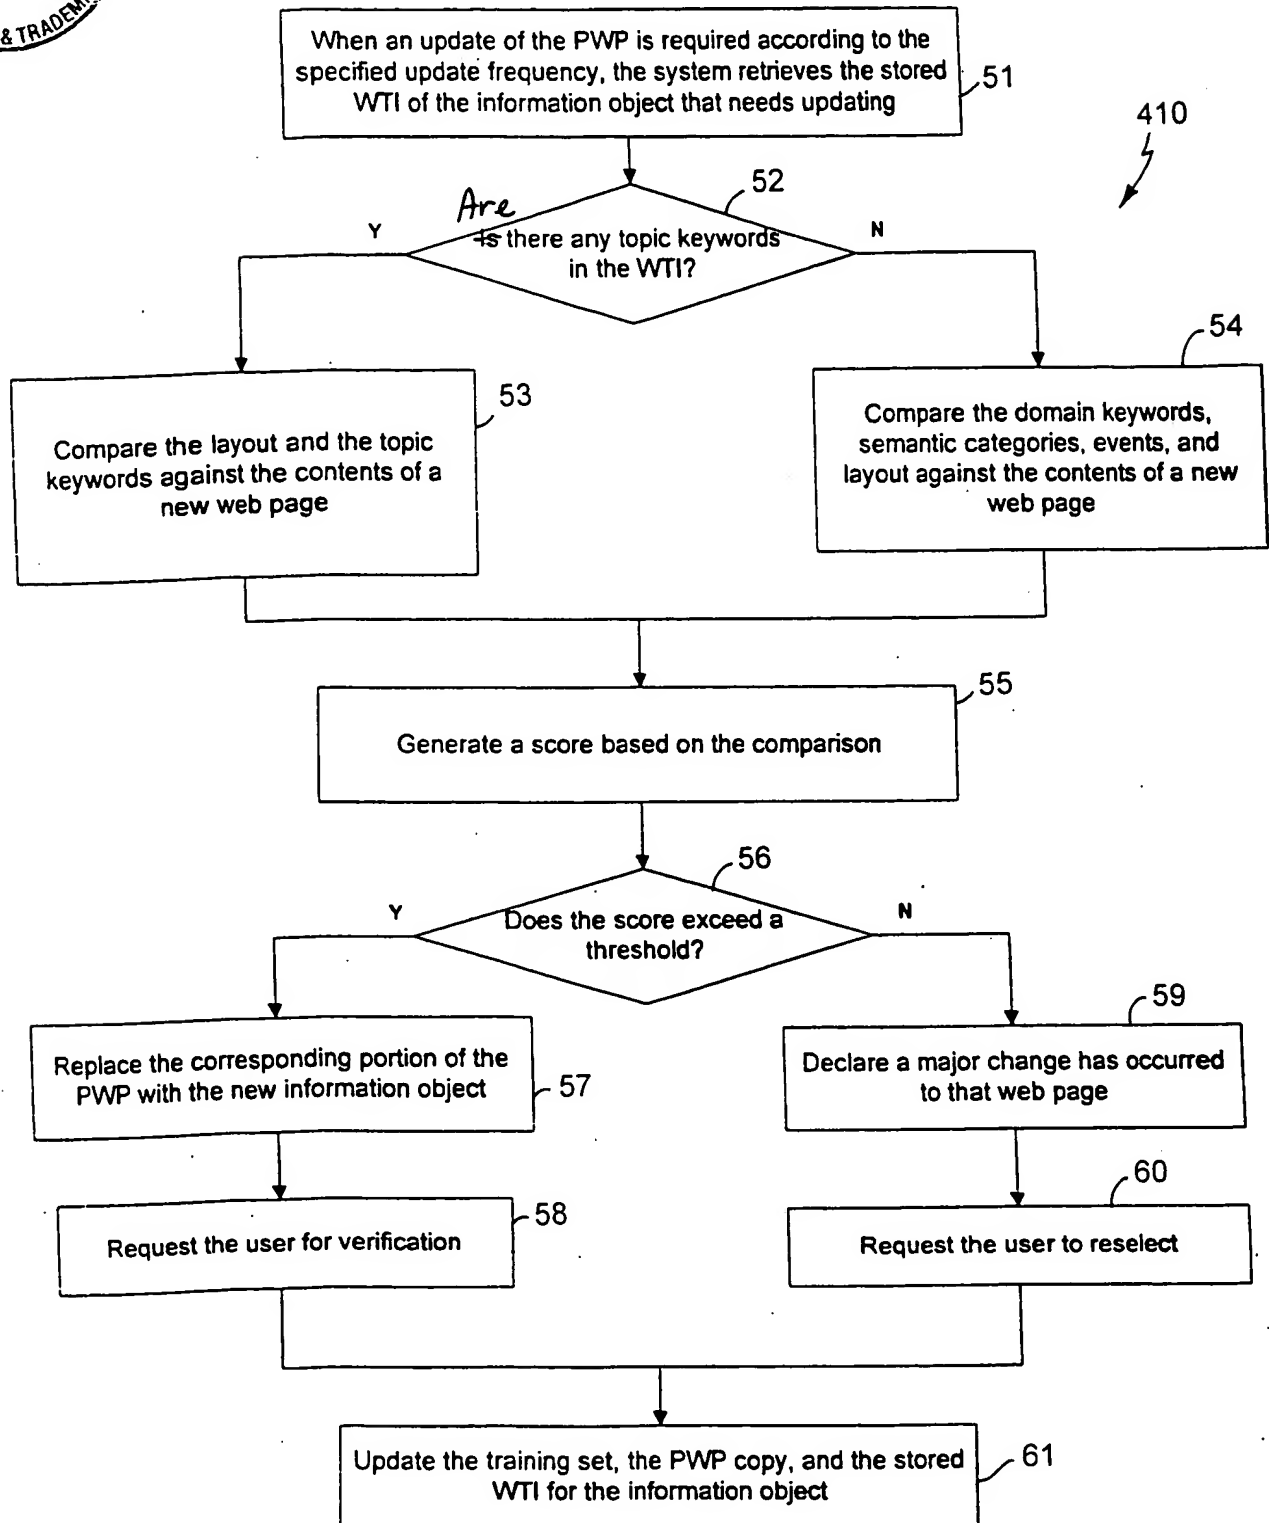 & TRADEM
When an update of the PWP is required according to the
specified update frequency, the system retrieves the stored
WTI of the information object that needs updating
51
410
52
Are
Y
Is there any topic keywords
in the WTI?
N
54
53
Compare the layout and the topic
keywords against the contents of a
new web page
Compare the domain keywords,
semantic categories, events, and
layout against the contents of a new
web page
55
Generate a score based on the comparison
56
Y
Does the score exceed a
threshold?
N
59
Replace the corresponding portion of the
PWP with the new information object
57
Declare a major change has occurred
to that web page
60
58
Request the user for verification
Request the user to reselect
Update the training set, the PWP copy, and the stored
WTI for the information object
61